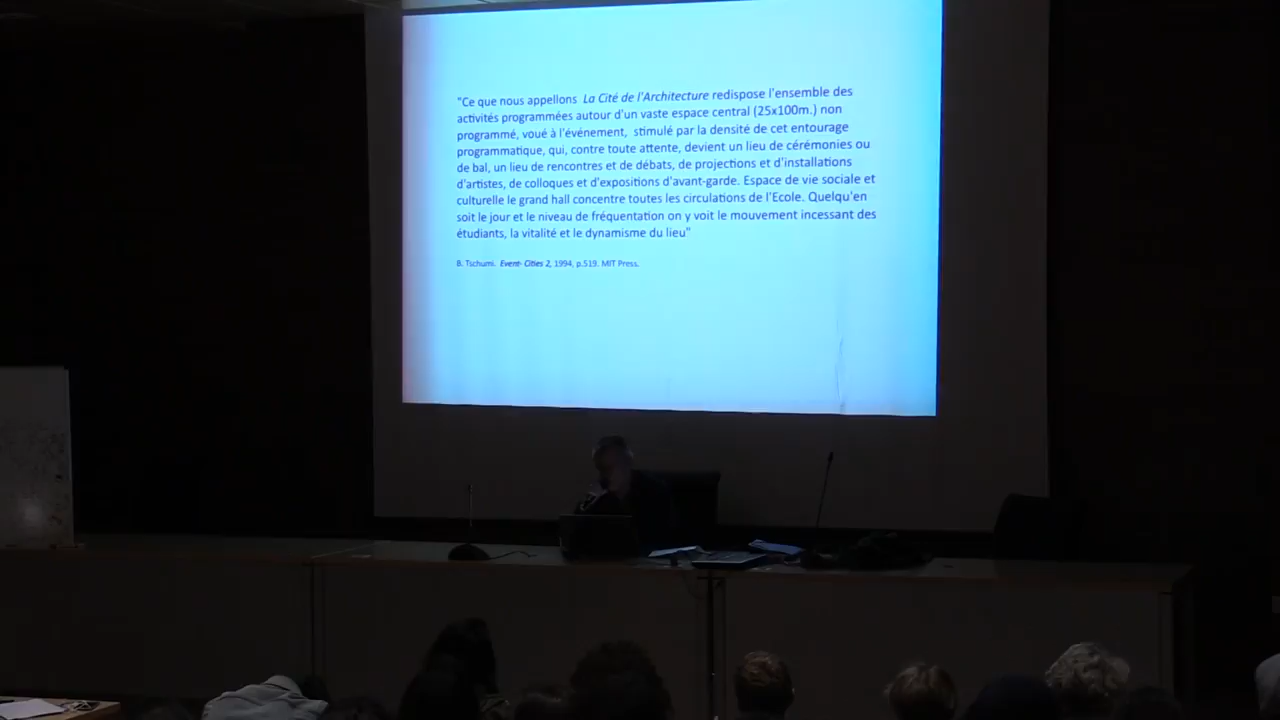 "Ce que nous appellons La Cité de l'Architecture redispose l'ensemble des
activités programmées autour d'un vaste espace central (25x100m.) non
programmé, voué à l'événement, stimulé par la densité de cet entourage
programmatique, qui, contre toute attente, devient un lieu de cérémonies ou
de bal, un lieu de rencontres et de débats, de projections et d'installations
d'artistes, de colloques et d'expositions d'avant-garde. Espace de vie sociale et
culturelle le grand hall concentre toutes les circulations de l'Ecole. Quelqu'en
soit le jour et le niveau de fréquentation on y voit le mouvement incessant des
étudiants, la vitalité et le dynamisme du lieu"
B. Tschumi. Event- Cities 2, 1994, p.519. MIT Press.